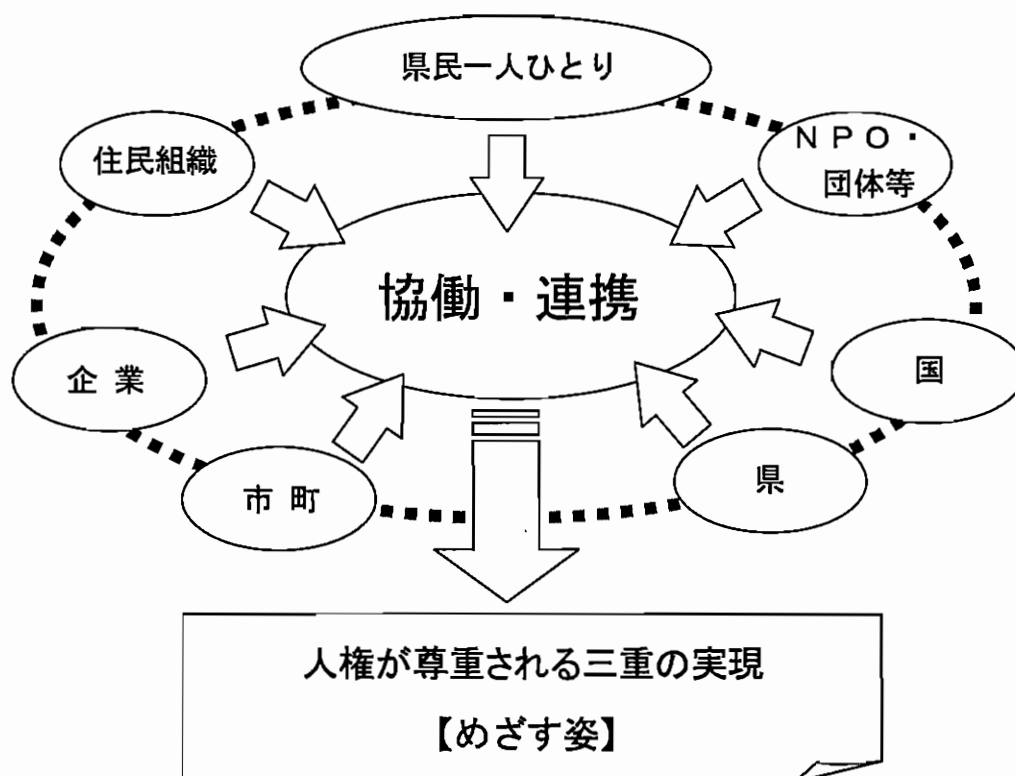 県民一人ひとり
住民組織
ＮＰＯ・
団体等
協働・連携
企 業
国
市 町
県
人権が尊重される三重の実現
【めざす姿】